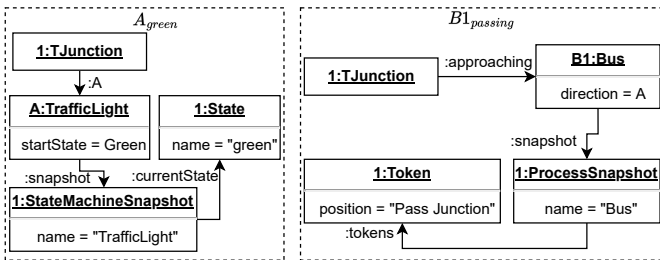 A_green
1:TJunction
:A
A:TrafficLight
startState = Green
1:State
name = "green"
:snapshot
:currentState
1:StateMachineSnapshot
name = "TrafficLight"
B1_passing
:approaching
1:TJunction
B1:Bus
direction = A
:snapshot
1:Token
position = "Pass Junction"
1:ProcessSnapshot
name = "Bus"
:tokens